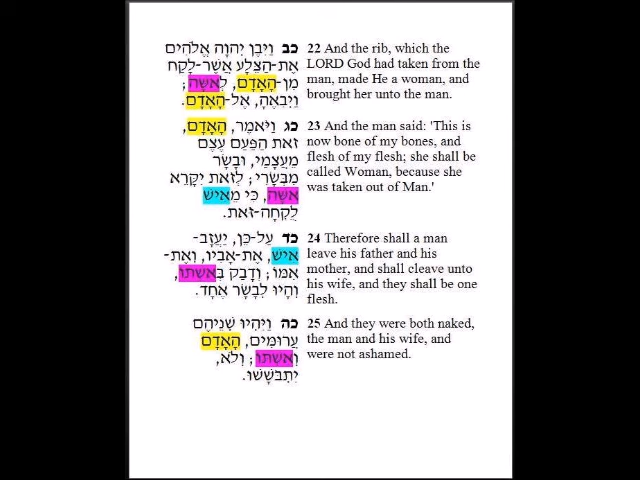 כב וַיִּבֶן יְהוָה אֱלֹהִים
אֶת-הַצֵּלָע אֲשֶׁר-לָקַח
מִן-הָאָדָם, לְאִשָּׁה;
וַיְבִאֶהָ, אֶל-הָאָדָם.
22 And the rib, which the
LORD God had taken from the
man, made He a woman, and
brought her unto the man.
כג וַיֹּאמֶר, הָאָדָם,
זֹאת הַפַּעַם עֶצֶם
מֵעֲצָמַי, וּבָשָׂר
מִבְּשָׂרִי; לְזֹאת יִקָּרֵא
אִשָּׁה, כִּי מֵאִישׁ
לֻקְחָה-זֹּאת.
23 And the man said: 'This is
now bone of my bones, and
flesh of my flesh; she shall be
called Woman, because she
was taken out of Man.'
כד עַל-כֵּן, יַעֲזָב-
אִישׁ, אֶת-אָבִיו, וְאֶת-
אִמּוֹ; וְדָבַק בְּאִשְׁתּוֹ,
וְהָיוּ לְבָשָׂר אֶחָד.
24 Therefore shall a man
leave his father and his
mother, and shall cleave unto
his wife, and they shall be one
flesh.
כה וַיִּהְיוּ שְׁנֵיהֶם
עֲרוּמִּים, הָאָדָם
וְאִשְׁתּוֹ; וְלֹא,
יִתְבֹּשָׁשׁוּ.
25 And they were both naked,
the man and his wife, and
were not ashamed.